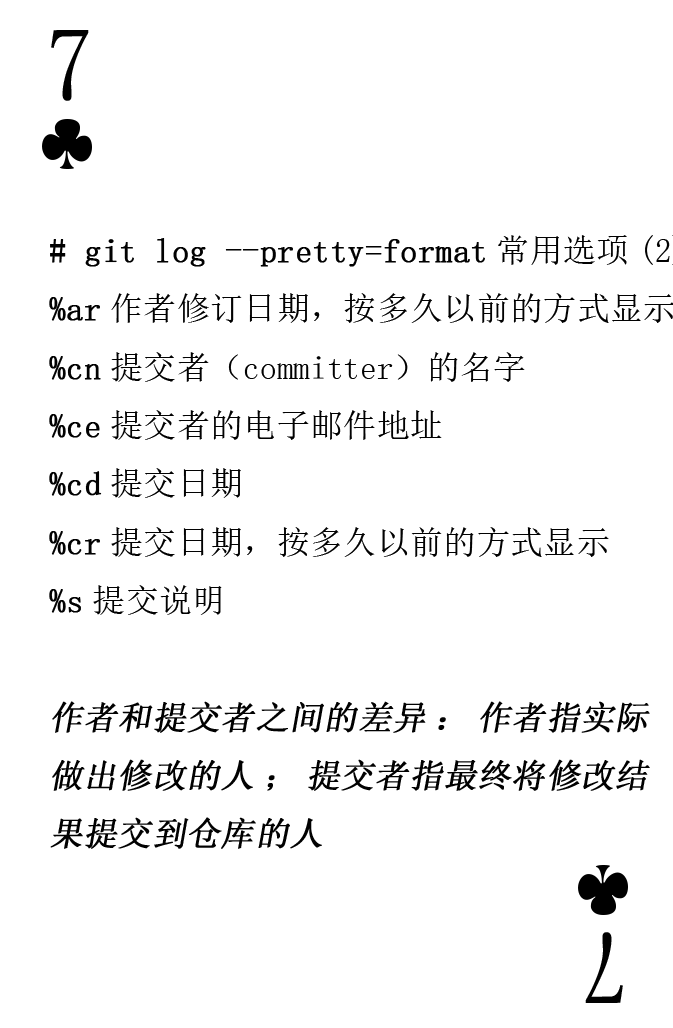 7
# git log --pretty=format 常用选项 (2)
%ar 作者修订日期，按多久以前的方式显示
%cn 提交者（committer）的名字
%ce 提交者的电子邮件地址
%cd 提交日期
%cr 提交日期，按多久以前的方式显示
%s 提交说明
作者和提交者之间的差异： 作者指实际
做出修改的人； 提交者指最终将修改结
果提交到仓库的人
7